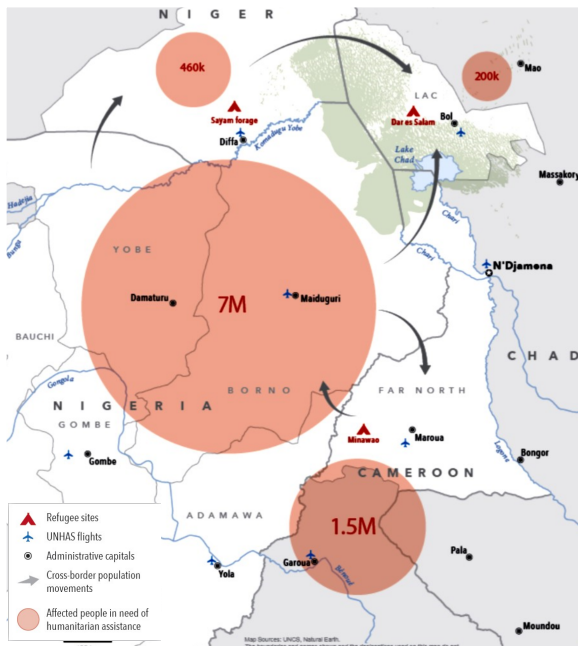 NIGER
460k
200k
Mao
LAC
Sayam forage
Dar es Salam
Bol
Diffa
Komadugu Yobe
Lake
Chad
Massakory
Hadejia
Bunga
YOBE
Chari
Chari
N'Djamena
Damaturu
7M
Maiduguri
BAUCHI
CHAD
Gongola
BORNO
FAR NORTH
NIGERIA
GOMBE
Minawao
Maroua
Logone
Bongor
Gombe
CAMEROON
Refugee sites
UNHAS flights
Administrative capitals
Cross-border population
movements
Affected people in need of
humanitarian assistance
ADAMAWA
1.5M
Yola
Garoua
Bénoué
Pala
Moundou
Map Sources: UNCS, Natural Earth.